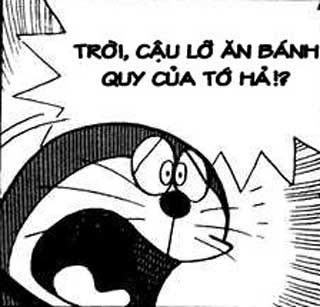 TRỜI, CẬU LỠ ĂN BÁNH
QUY CỦA TỚ HẢ!?